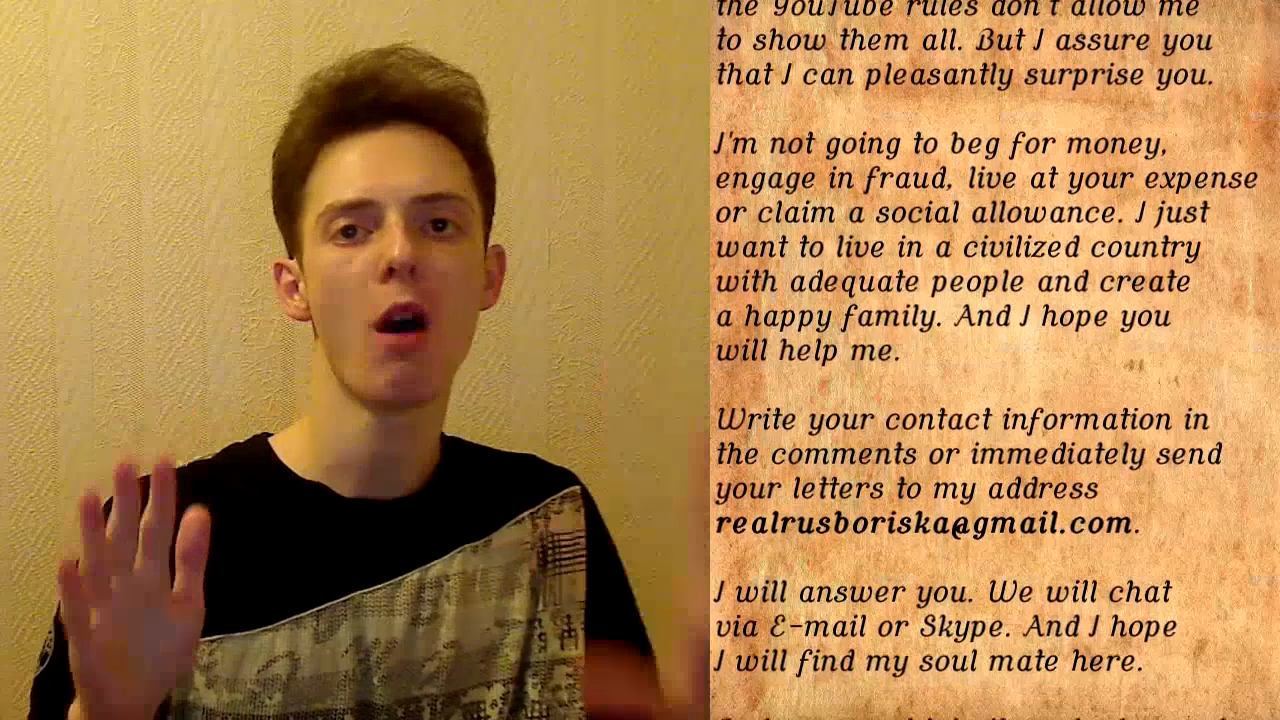 the YouTube rules don't allow me
to show them all. But I assure you
that I can pleasantly surprise you.
I'm not going to beg for money,
engage in fraud, live at your expense
or claim a social allowance. I just
want to live in a civilized country
with adequate people and create
a happy family. And I hope you
will help me.
Write your contact information in
the comments or immediately send
your letters to my address
realrusboriska@gmail.com.
I will answer you. We will chat
via E-mail or Skype. And I hope
I will find my soul mate here.